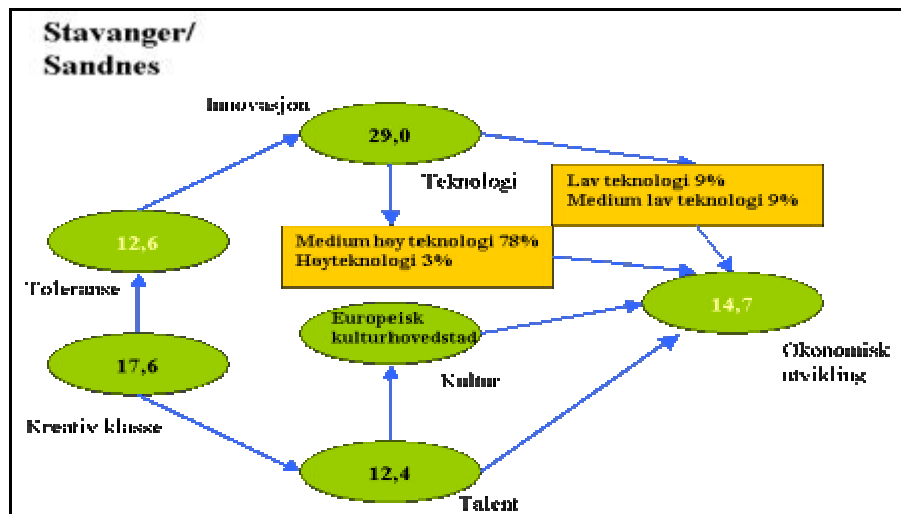 Stavanger/
Sandnes
Innovasjon
29,0
Teknologi
Lav teknologi 9%
Medium lav teknologi 9%
12,6
Toleranse
Medium høy teknologi 78%
Høyteknologi 3%
14,7
Økonomisk
utvikling
Europeisk
kulturhovedstad
Kultur
17,6
Kreativ klasse
12,4
Talent